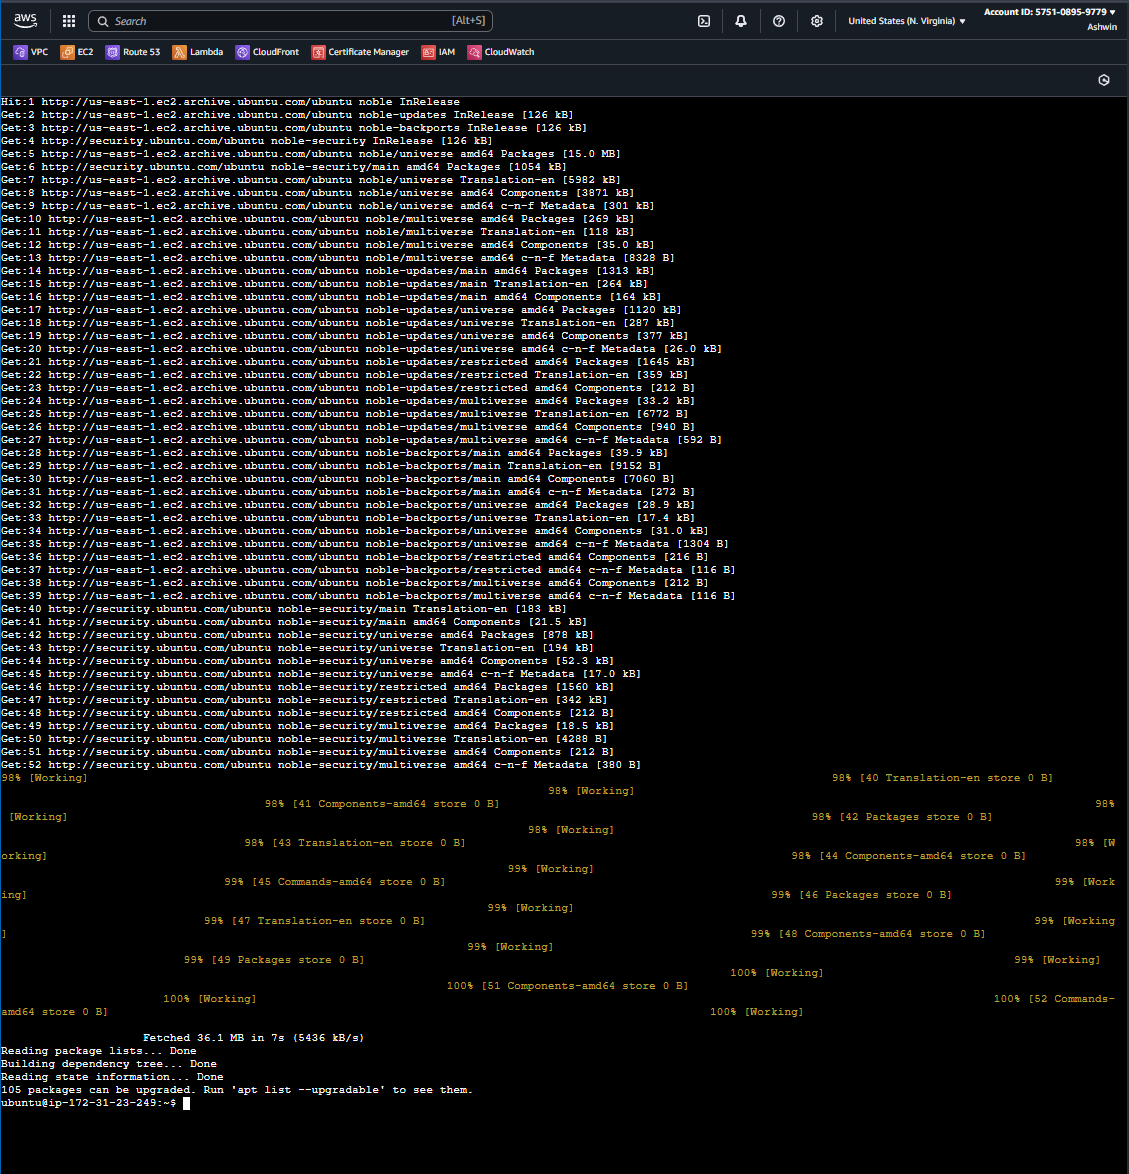 aws
Search [Alt+S]
United States (N. Virginia) ▼
Account ID: 5751-0895-9779 ▼
Ashwin
VPC EC2 Route 53 Lambda CloudFront Certificate Manager IAM CloudWatch
Hit:1 http://us-east-1.ec2.archive.ubuntu.com/ubuntu noble InRelease
Get:2 http://us-east-1.ec2.archive.ubuntu.com/ubuntu noble-updates InRelease [126 kB]
Get:3 http://us-east-1.ec2.archive.ubuntu.com/ubuntu noble-backports InRelease [126 kB]
Get:4 http://security.ubuntu.com/ubuntu noble-security InRelease [126 kB]
Get:5 http://us-east-1.ec2.archive.ubuntu.com/ubuntu noble/universe amd64 Packages [15.0 MB]
Get:6 http://security.ubuntu.com/ubuntu noble-security/main amd64 Packages [1054 kB]
Get:7 http://us-east-1.ec2.archive.ubuntu.com/ubuntu noble/universe Translation-en [5982 kB]
Get:8 http://us-east-1.ec2.archive.ubuntu.com/ubuntu noble/universe amd64 Components [3871 kB]
Get:9 http://us-east-1.ec2.archive.ubuntu.com/ubuntu noble/universe amd64 c-n-f Metadata [301 kB]
Get:10 http://us-east-1.ec2.archive.ubuntu.com/ubuntu noble/multiverse amd64 Packages [269 kB]
Get:11 http://us-east-1.ec2.archive.ubuntu.com/ubuntu noble/multiverse Translation-en [118 kB]
Get:12 http://us-east-1.ec2.archive.ubuntu.com/ubuntu noble/multiverse amd64 Components [35.0 kB]
Get:13 http://us-east-1.ec2.archive.ubuntu.com/ubuntu noble/multiverse amd64 c-n-f Metadata [8328 B]
Get:14 http://us-east-1.ec2.archive.ubuntu.com/ubuntu noble-updates/main amd64 Packages [1313 kB]
Get:15 http://us-east-1.ec2.archive.ubuntu.com/ubuntu noble-updates/main Translation-en [264 kB]
Get:16 http://us-east-1.ec2.archive.ubuntu.com/ubuntu noble-updates/main amd64 Components [164 kB]
Get:17 http://us-east-1.ec2.archive.ubuntu.com/ubuntu noble-updates/universe amd64 Packages [1120 kB]
Get:18 http://us-east-1.ec2.archive.ubuntu.com/ubuntu noble-updates/universe Translation-en [287 kB]
Get:19 http://us-east-1.ec2.archive.ubuntu.com/ubuntu noble-updates/universe amd64 Components [377 kB]
Get:20 http://us-east-1.ec2.archive.ubuntu.com/ubuntu noble-updates/universe amd64 c-n-f Metadata [26.0 kB]
Get:21 http://us-east-1.ec2.archive.ubuntu.com/ubuntu noble-updates/restricted amd64 Packages [1645 kB]
Get:22 http://us-east-1.ec2.archive.ubuntu.com/ubuntu noble-updates/restricted Translation-en [359 kB]
Get:23 http://us-east-1.ec2.archive.ubuntu.com/ubuntu noble-updates/restricted amd64 Components [212 B]
Get:24 http://us-east-1.ec2.archive.ubuntu.com/ubuntu noble-updates/multiverse amd64 Packages [33.2 kB]
Get:25 http://us-east-1.ec2.archive.ubuntu.com/ubuntu noble-updates/multiverse Translation-en [6772 B]
Get:26 http://us-east-1.ec2.archive.ubuntu.com/ubuntu noble-updates/multiverse amd64 Components [940 B]
Get:27 http://us-east-1.ec2.archive.ubuntu.com/ubuntu noble-updates/multiverse amd64 c-n-f Metadata [592 B]
Get:28 http://us-east-1.ec2.archive.ubuntu.com/ubuntu noble-backports/main amd64 Packages [39.9 kB]
Get:29 http://us-east-1.ec2.archive.ubuntu.com/ubuntu noble-backports/main Translation-en [9152 B]
Get:30 http://us-east-1.ec2.archive.ubuntu.com/ubuntu noble-backports/main amd64 Components [7060 B]
Get:31 http://us-east-1.ec2.archive.ubuntu.com/ubuntu noble-backports/main amd64 c-n-f Metadata [272 B]
Get:32 http://us-east-1.ec2.archive.ubuntu.com/ubuntu noble-backports/universe amd64 Packages [28.9 kB]
Get:33 http://us-east-1.ec2.archive.ubuntu.com/ubuntu noble-backports/universe Translation-en [17.4 kB]
Get:34 http://us-east-1.ec2.archive.ubuntu.com/ubuntu noble-backports/universe amd64 Components [31.0 kB]
Get:35 http://us-east-1.ec2.archive.ubuntu.com/ubuntu noble-backports/universe amd64 c-n-f Metadata [1304 B]
Get:36 http://us-east-1.ec2.archive.ubuntu.com/ubuntu noble-backports/restricted amd64 Components [216 B]
Get:37 http://us-east-1.ec2.archive.ubuntu.com/ubuntu noble-backports/restricted amd64 c-n-f Metadata [116 B]
Get:38 http://us-east-1.ec2.archive.ubuntu.com/ubuntu noble-backports/multiverse amd64 Components [212 B]
Get:39 http://us-east-1.ec2.archive.ubuntu.com/ubuntu noble-backports/multiverse amd64 c-n-f Metadata [116 B]
Get:40 http://security.ubuntu.com/ubuntu noble-security/main Translation-en [183 kB]
Get:41 http://security.ubuntu.com/ubuntu noble-security/main amd64 Components [21.5 kB]
Get:42 http://security.ubuntu.com/ubuntu noble-security/universe amd64 Packages [878 kB]
Get:43 http://security.ubuntu.com/ubuntu noble-security/universe Translation-en [194 kB]
Get:44 http://security.ubuntu.com/ubuntu noble-security/universe amd64 Components [52.3 kB]
Get:45 http://security.ubuntu.com/ubuntu noble-security/universe amd64 c-n-f Metadata [17.0 kB]
Get:46 http://security.ubuntu.com/ubuntu noble-security/restricted amd64 Packages [1560 kB]
Get:47 http://security.ubuntu.com/ubuntu noble-security/restricted Translation-en [342 kB]
Get:48 http://security.ubuntu.com/ubuntu noble-security/restricted amd64 Components [212 B]
Get:49 http://security.ubuntu.com/ubuntu noble-security/multiverse amd64 Packages [18.5 kB]
Get:50 http://security.ubuntu.com/ubuntu noble-security/multiverse Translation-en [4288 B]
Get:51 http://security.ubuntu.com/ubuntu noble-security/multiverse amd64 Components [212 B]
Get:52 http://security.ubuntu.com/ubuntu noble-security/multiverse amd64 c-n-f Metadata [380 B]
98% [Working] 98% [40 Translation-en store 0 B]
98% [Working]
98% [41 Components-amd64 store 0 B] 98%
[Working] 98% [42 Packages store 0 B]
98% [Working]
98% [43 Translation-en store 0 B] 98% [W
orking] 98% [44 Components-amd64 store 0 B]
99% [Working]
99% [45 Commands-amd64 store 0 B] 99% [Work
ing] 99% [46 Packages store 0 B]
99% [Working]
99% [47 Translation-en store 0 B] 99% [Working
] 99% [48 Components-amd64 store 0 B]
99% [Working]
99% [49 Packages store 0 B] 99% [Working]
100% [Working]
100% [51 Components-amd64 store 0 B]
100% [Working] 100% [52 Commands-
amd64 store 0 B] 100% [Working]
Fetched 36.1 MB in 7s (5436 kB/s)
Reading package lists... Done
Building dependency tree... Done
Reading state information... Done
105 packages can be upgraded. Run 'apt list --upgradable' to see them.
ubuntu@ip-172-31-23-249:~$